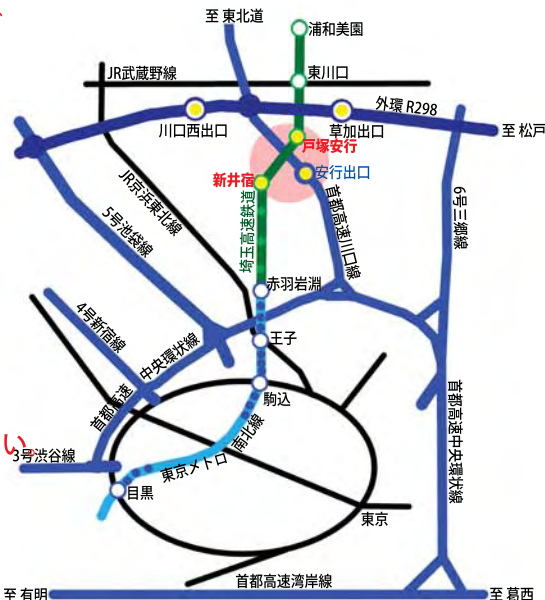 至 東北道
浦和美園
JR武蔵野線
東川口
外環 R298
川口西出口
草加出口
至 松戸
戸塚安行
新井宿
安行出口
JR京浜東北線
5号池袋線
埼玉高速鉄道
首都高速川口線
6号三郷線
赤羽岩淵
4号新宿線
中央環状線
王子
首都高速
駒込
首都高速中央環状線
い。
3号渋谷線
東京メトロ
南北線
目黒
東京
首都高速湾岸線
至 有明
至 葛西